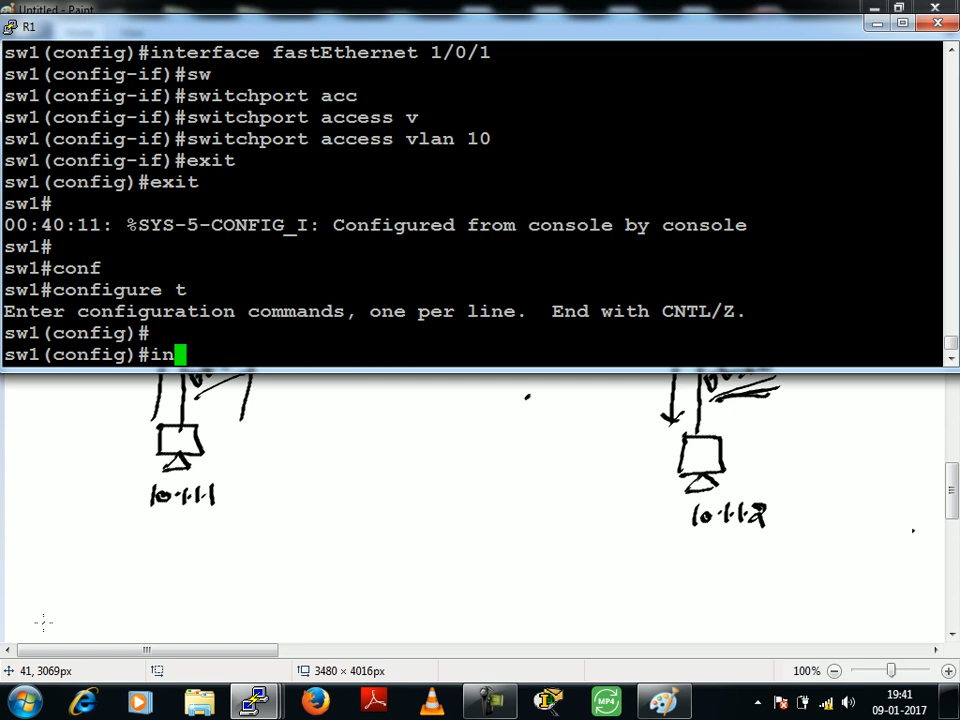 Untitled - Paint
R1
sw1(config)#interface fastEthernet 1/0/1
sw1(config-if)#sw
sw1(config-if)#switchport acc
sw1(config-if)#switchport access v
sw1(config-if)#switchport access vlan 10
sw1(config-if)#exit
sw1(config)#exit
sw1#
00:40:11: %SYS-5-CONFIG_I: Configured from console by console
sw1#
sw1#conf
sw1#configure t
Enter configuration commands, one per line.  End with CNTL/Z.
sw1(config)#
sw1(config)#in
10.1.1.1
10.1.1.2
41, 3069px
3480 × 4016px
100%
MP4
19:41
09-01-2017